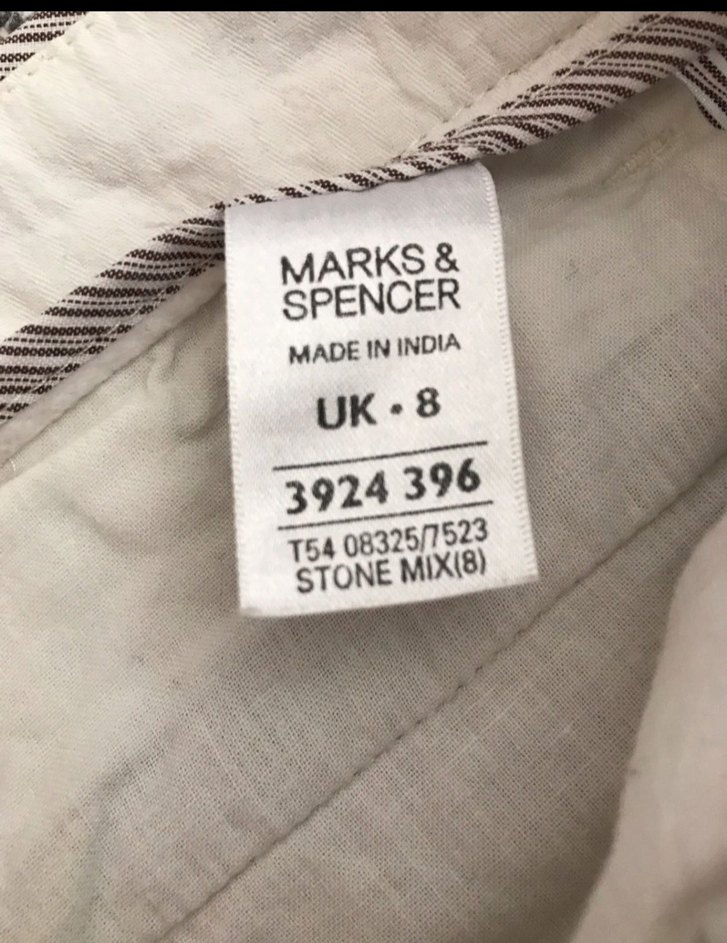 MARKS &
SPENCER
MADE IN INDIA
UK • 8
3924 396
T54 08325/7523
STONE MIX(8)